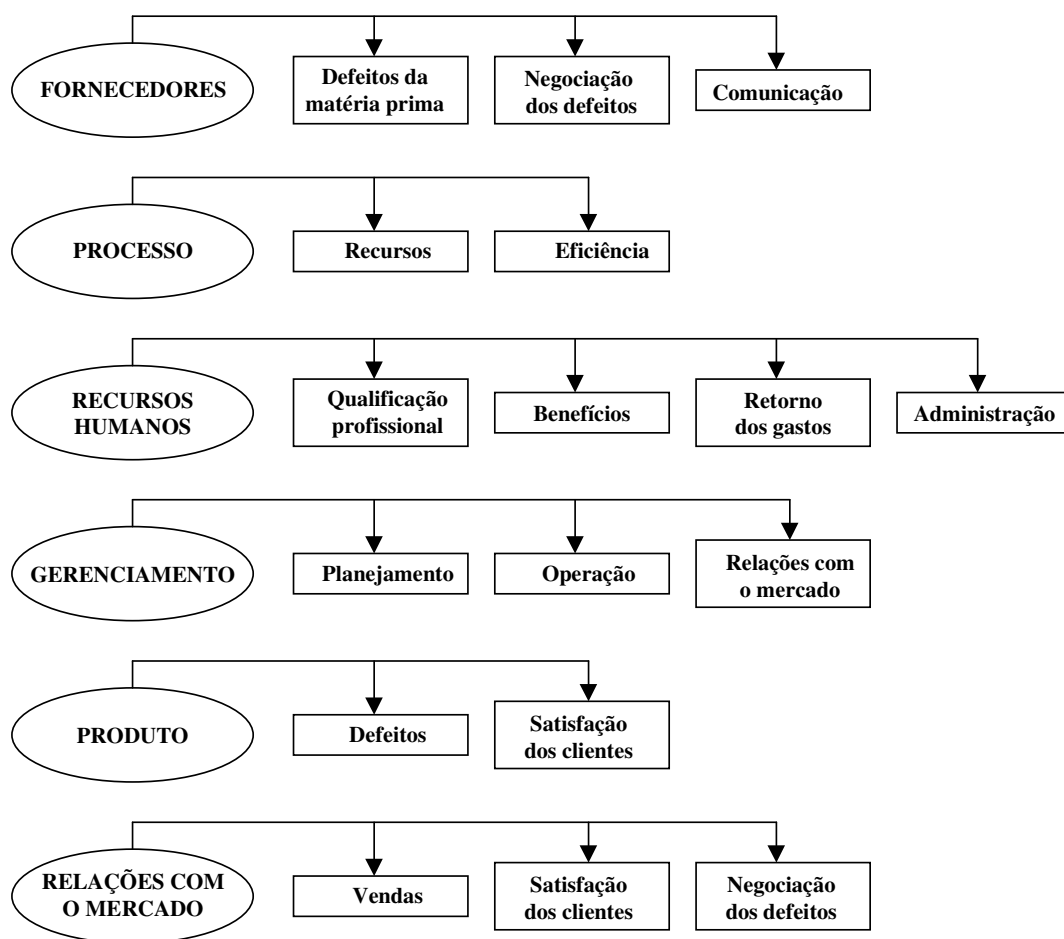 FORNECEDORES
Defeitos da
matéria prima
Negociação
dos defeitos
Comunicação
PROCESSO
Recursos
Eficiência
RECURSOS
HUMANOS
Qualificação
profissional
Benefícios
Retorno
dos gastos
Administração
GERENCIAMENTO
Planejamento
Operação
Relações com
o mercado
PRODUTO
Defeitos
Satisfação
dos clientes
RELAÇÕES COM
O MERCADO
Vendas
Satisfação
dos clientes
Negociação
dos defeitos